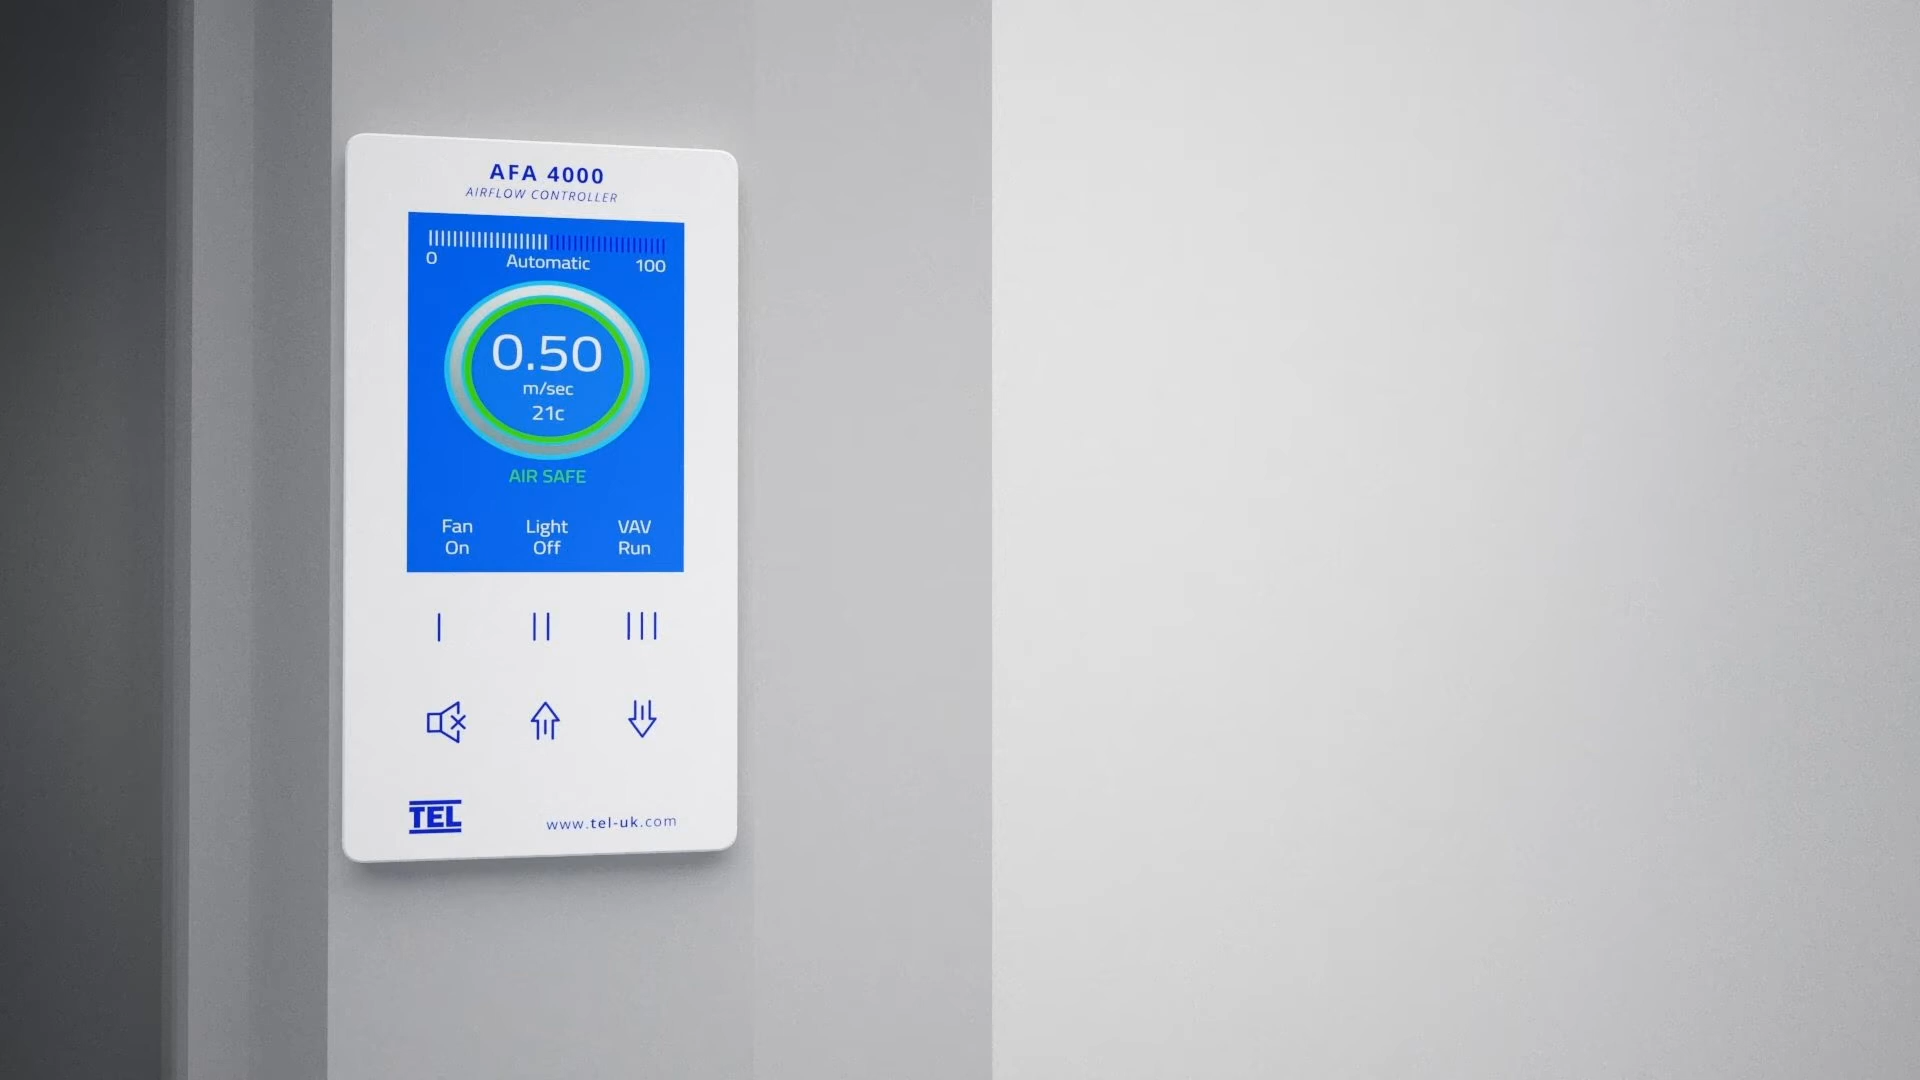 AFA 4000
AIRFLOW CONTROLLER
0 Automatic 100
0.50
m/sec
21c
AIR SAFE
Fan Light VAV
On Off Run
TEL
www.tel-uk.com